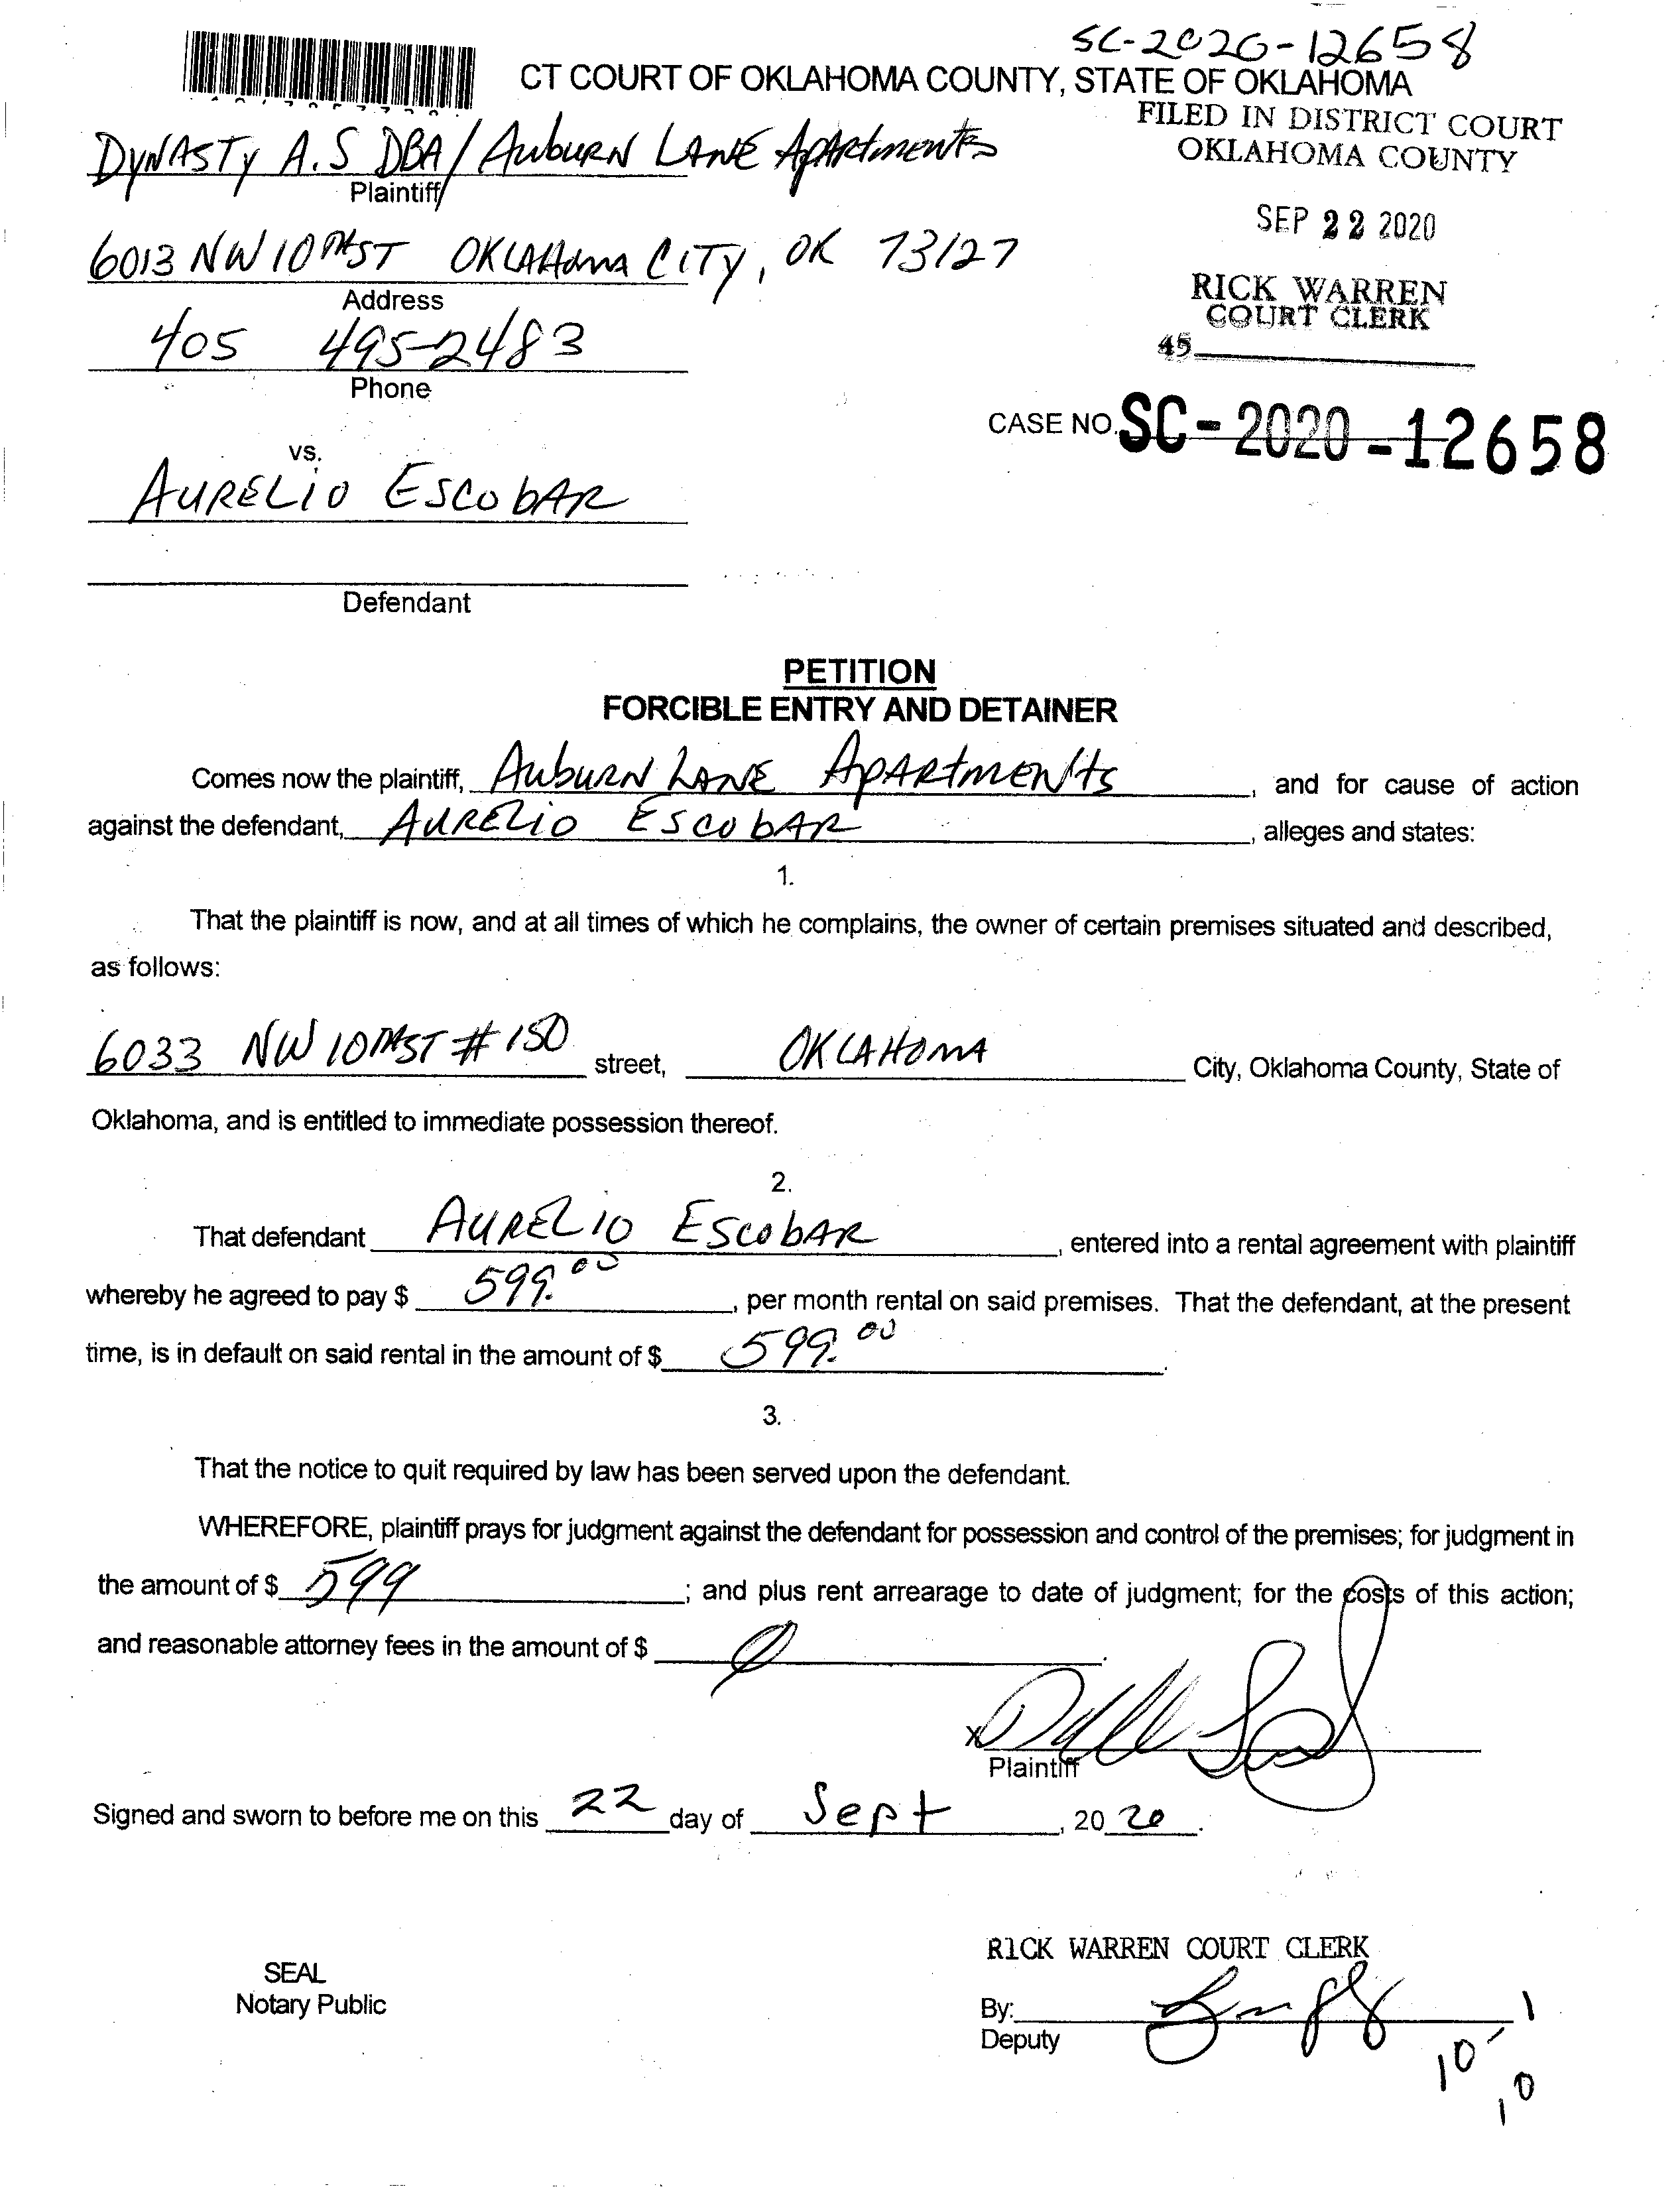 SC-2020-12658
CT COURT OF OKLAHOMA COUNTY, STATE OF OKLAHOMA
FILED IN DISTRICT COURT
OKLAHOMA COUNTY
DYNASTY A.S DBA/ AubuRN LANE ApARtmeNts
Plaintiff
SEP 22 2020
6013 NW 10th ST OKLAHOMA CITY, OK 73127
Address
RICK WARREN
COURT CLERK
405 495-2483
45
Phone
CASE NO. SC-2020-12658
vs.
AURELiO ESCObAR
Defendant
PETITION
FORCIBLE ENTRY AND DETAINER
Comes now the plaintiff, AubuRN LANE ApARtmENts, and for cause of action
against the defendant, AURELiO ESCObAR, alleges and states:
1.
That the plaintiff is now, and at all times of which he complains, the owner of certain premises situated and described,
as follows:
6033 NW 10th ST # 150 street, OKLAHOMA City, Oklahoma County, State of
Oklahoma, and is entitled to immediate possession thereof.
2.
That defendant AURELIO ESCObAR, entered into a rental agreement with plaintiff
whereby he agreed to pay $ 599.00, per month rental on said premises. That the defendant, at the present
time, is in default on said rental in the amount of $ 599.00.
3.
That the notice to quit required by law has been served upon the defendant.
WHEREFORE, plaintiff prays for judgment against the defendant for possession and control of the premises; for judgment in
the amount of $ 599; and plus rent arrearage to date of judgment; for the costs of this action;
and reasonable attorney fees in the amount of $ 0.
X
Plaintiff
Signed and sworn to before me on this 22 day of Sept, 2020.
RICK WARREN COURT CLERK
SEAL
Notary Public
By:
Deputy
10-1
10